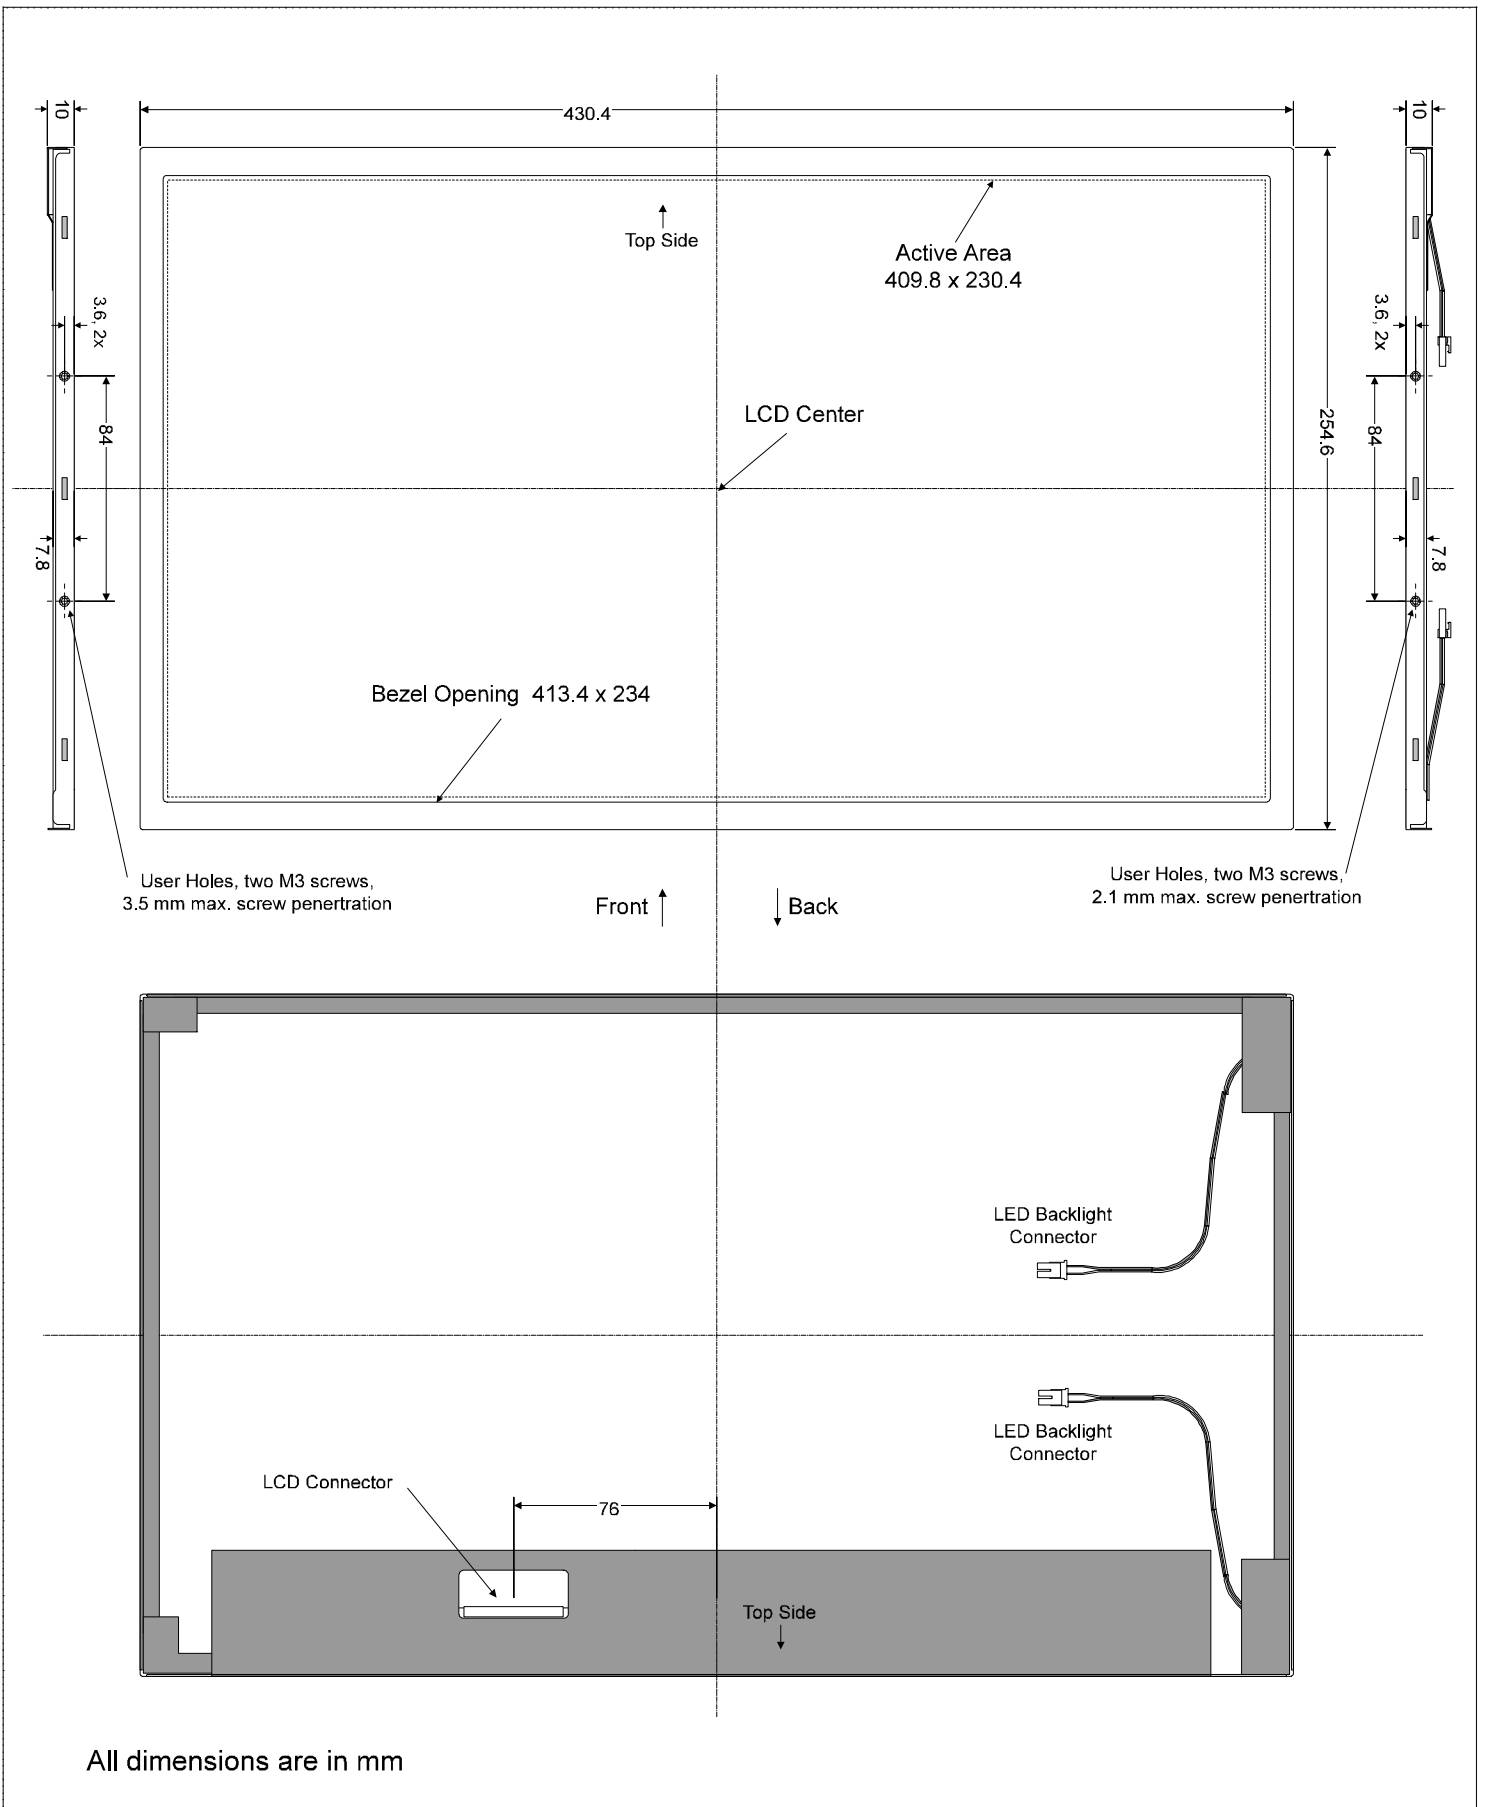 10
430.4
10
Top Side
Active Area
409.8 x 230.4
3.6, 2x
3.6, 2x
LCD Center
84
254.6
84
7.8
7.8
Bezel Opening 413.4 x 234
User Holes, two M3 screws,
3.5 mm max. screw penertration
Front
Back
User Holes, two M3 screws,
2.1 mm max. screw penertration
LED Backlight
Connector
LED Backlight
Connector
LCD Connector
76
Top Side
All dimensions are in mm